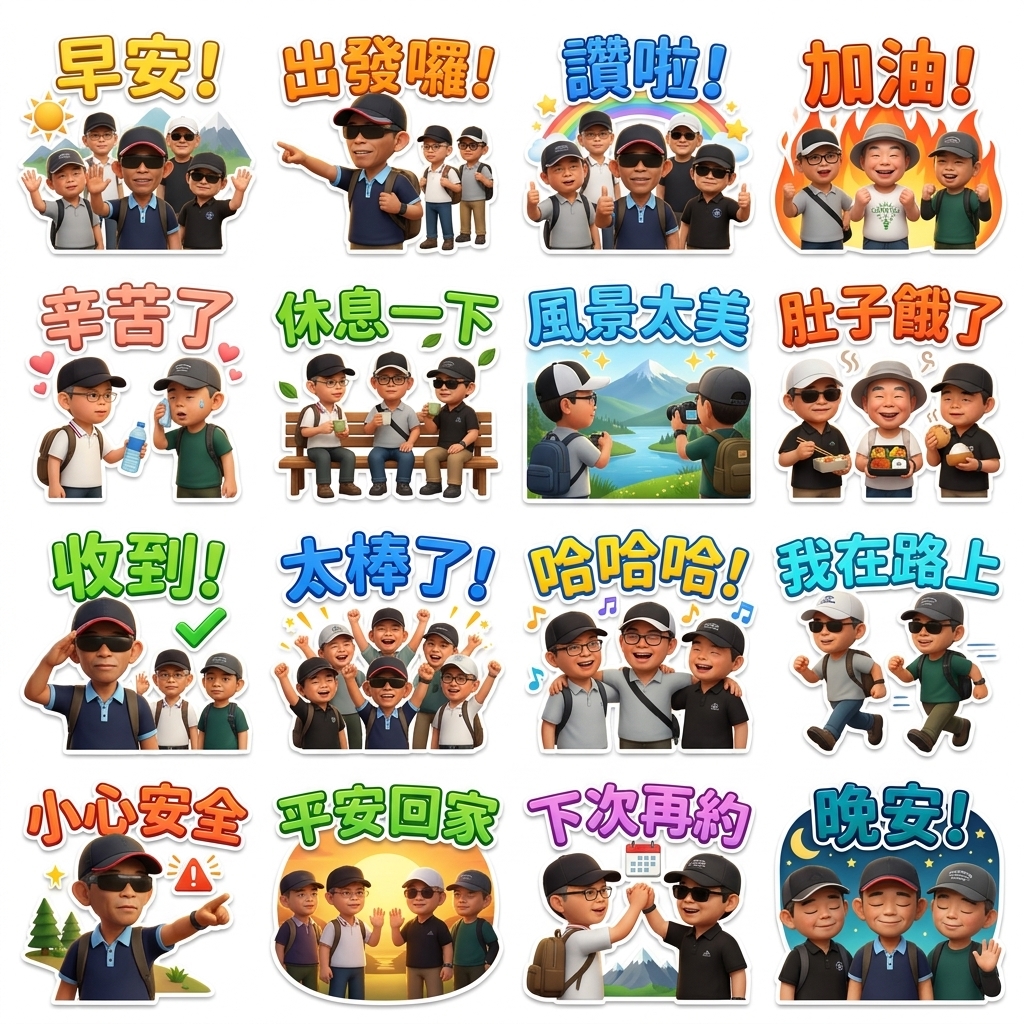 早安!
出發囉!
讚啦!
加油!
辛苦了
休息一下
風景太美
肚子餓了
收到!
太棒了!
哈哈哈!
我在路上
小心安全
平安回家
下次再約
晚安!